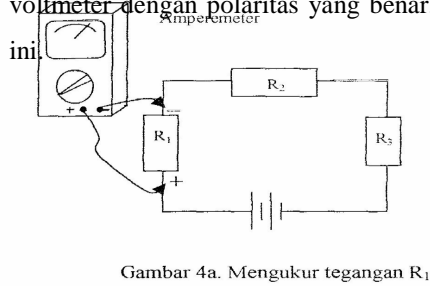 voltmeter dengan polaritas yang benar
Amperemeter
ini.
+ -
R2
R1
R3
-
+
Gambar 4a. Mengukur tegangan R1